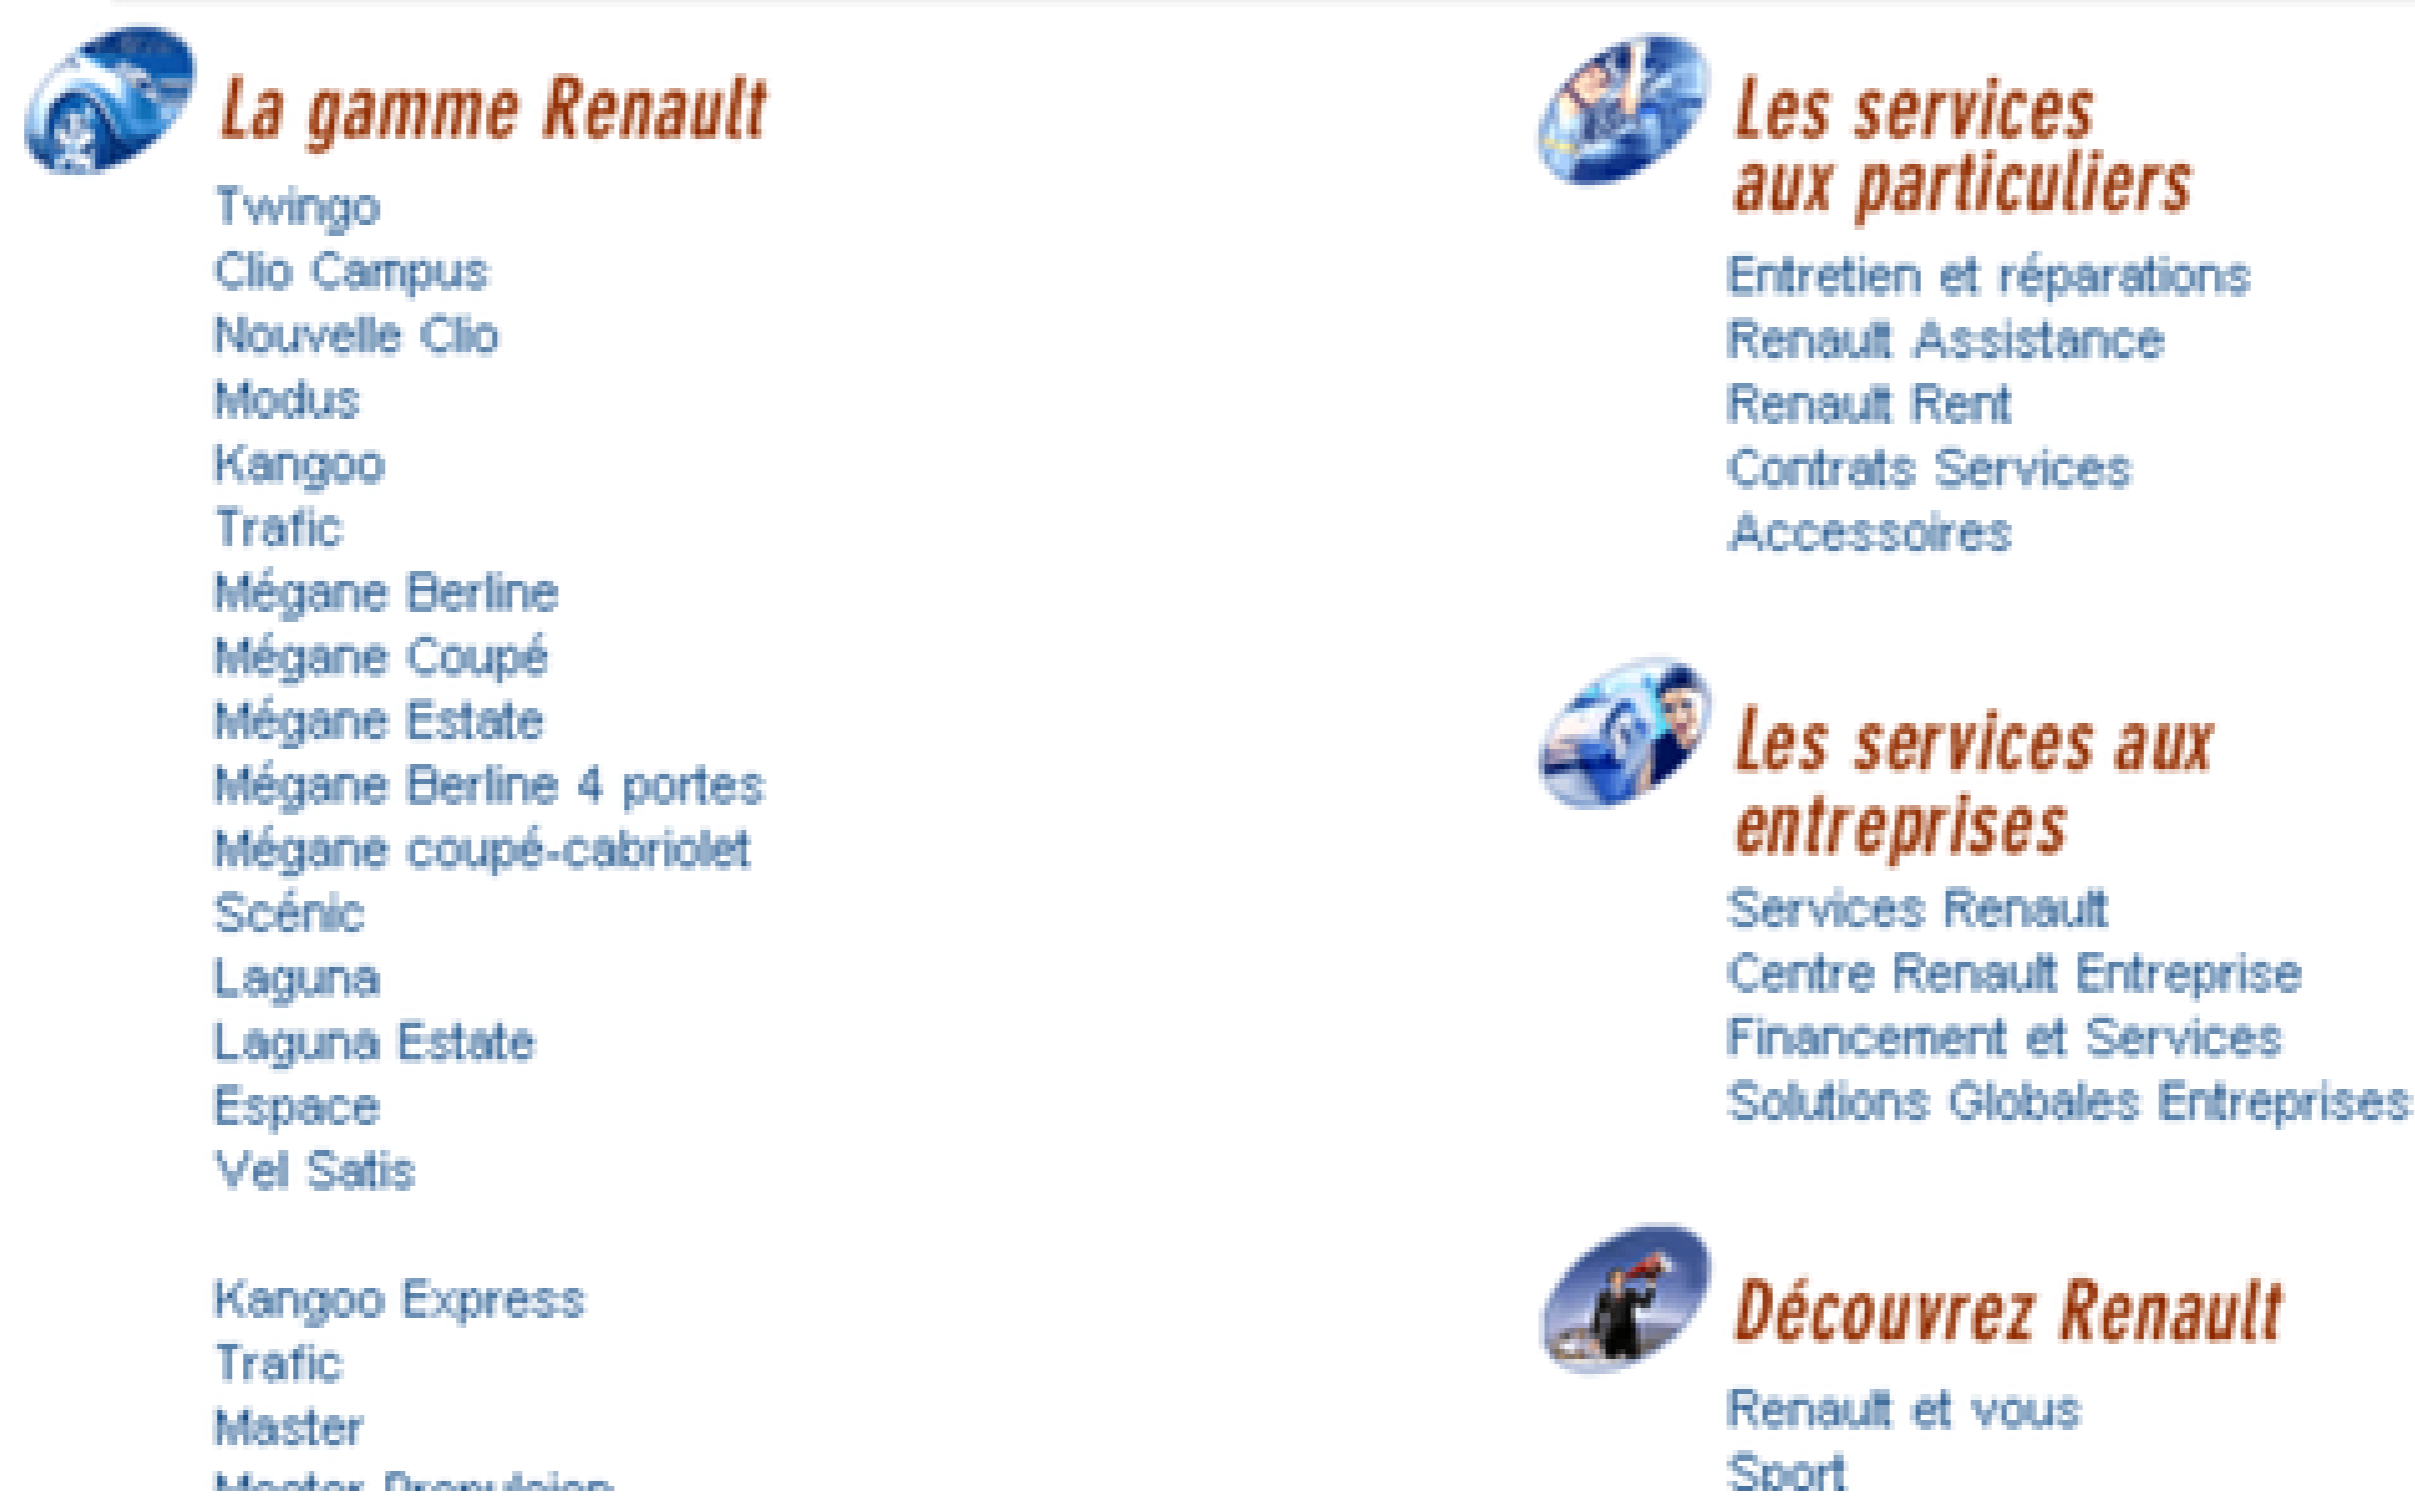 La gamme Renault
Twingo
Clio Campus
Nouvelle Clio
Modus
Kangoo
Trafic
Mégane Berline
Mégane Coupé
Mégane Estate
Mégane Berline 4 portes
Mégane coupé-cabriolet
Scénic
Laguna
Laguna Estate
Espace
Vel Satis
Kangoo Express
Trafic
Master
Master Propulsion
Les services
aux particuliers
Entretien et réparations
Renault Assistance
Renault Rent
Contrats Services
Accessoires
Les services aux
entreprises
Services Renault
Centre Renault Entreprise
Financement et Services
Solutions Globales Entreprises
Découvrez Renault
Renault et vous
Sport